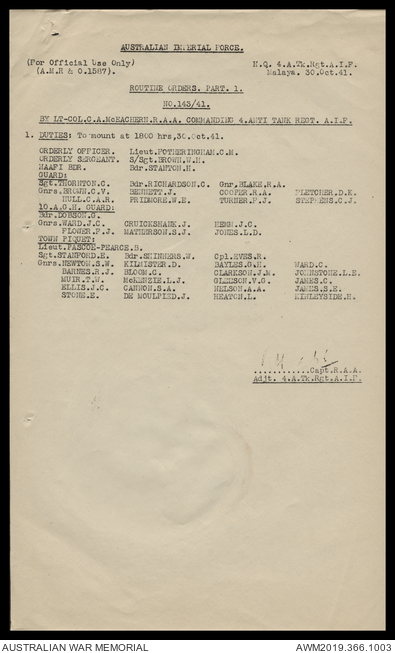 AUSTRALIAN IMPERIAL FORCE.
(For Official Use Only) H.Q. 4.A.Tk.Rgt.A.I.F.
(A.M.R & O.1587). Malaya. 30.Oct.41.
ROUTINE ORDERS. PART. 1.
NO.143/41.
BY LT-COL.C.A.McEACHERN.R.A.A. COMMANDING 4.ANTI TANK REGT. A.I.F.
1. DUTIES: To mount at 1800 hrs,30.Oct.41.
ORDERLY OFFICER. Lieut.FOTHERINGHAM.C.M.
ORDERLY SERGEANT. S/Sgt.BROWN.W.H.
NAAFI BDR. Bdr.STANTON.H.
GUARD:
Sgt.THORNTON.C. Bdr.RICHARDSON.C. Gnr.BLAKE.R.A.
Gnrs.BROWN.C.V. BENNETT.J. COOPER.R.A. FLETCHER.D.E.
HULL.C.A.R. PRIDMORE.W.E. TURNER.F.J. STEPHENS.C.J.
10.A.G.H. GUARD:
Bdr.DOBSON.G.
Gnrs.WARD.J.C. CRUICKSHANK.J. HEMM.J.C.
FLOWER.F.J. MATHERSON.S.J. JONES.L.D.
TOWN PIQUET:
Lieut.PASCOE-PEARCE.B.
Sgt.STANFORD.E. Bdr.SKINNERS.W. Cpl.EVES.R.
Gnrs.NEWTON.S.W. KILMISTER.D. BAYLES.G.H. WARD.C.
BARNES.R.J. BLOOM.C. CLARKSON.J.M. JOHNSTONE.L.E.
MUIR.T.W. McKENZIE.L.J. GLEESON.V.G. JAMES.C.
ELLIS.J.C. CANNON.S.A. NELSON.A.A. JAMES.S.E.
STONE.E. DE MOULPIED.J. HEATON.L. HINLEYSIDE.H.
............Capt.R.A.A.
Adjt. 4.A.Tk.Rgt.A.I.F.
AUSTRALIAN WAR MEMORIAL AWM2019.366.1003